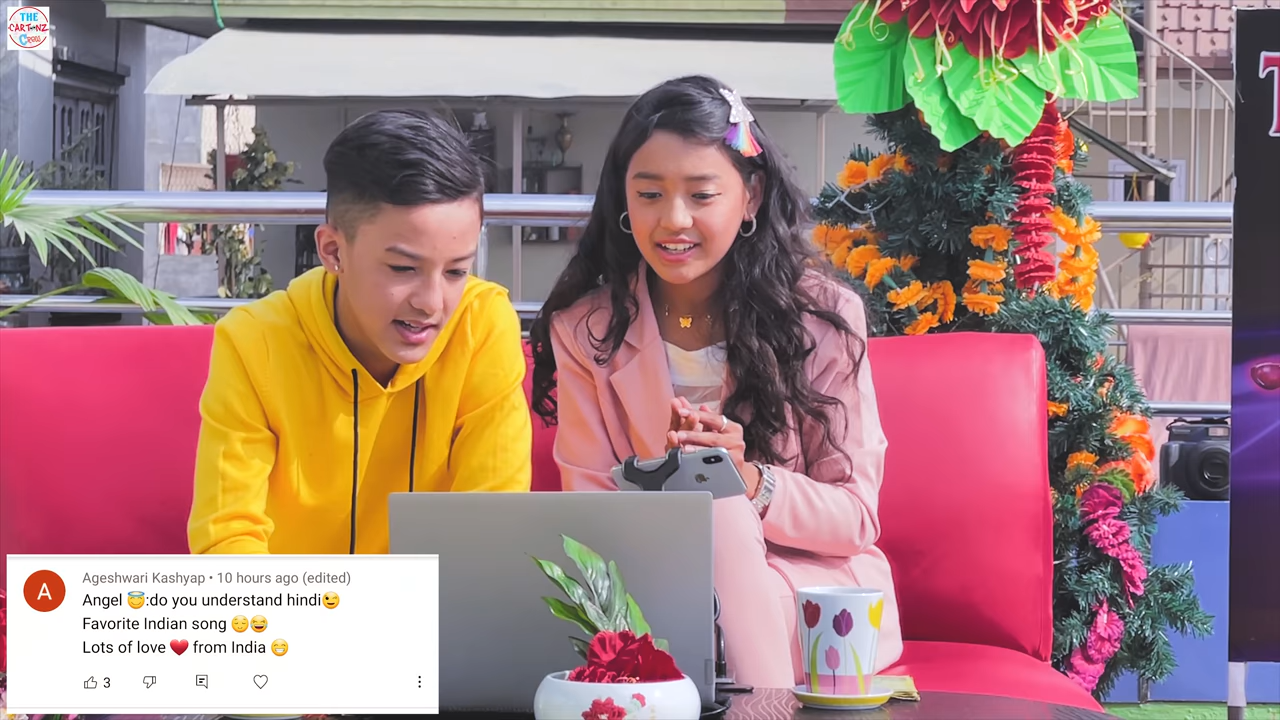 THE
CARTOONZ
CREW
Ageshwari Kashyap • 10 hours ago (edited)
Angel 😇:do you understand hindi😉
Favorite Indian song 😌😂
Lots of love ❤️ from India 😁
3
T